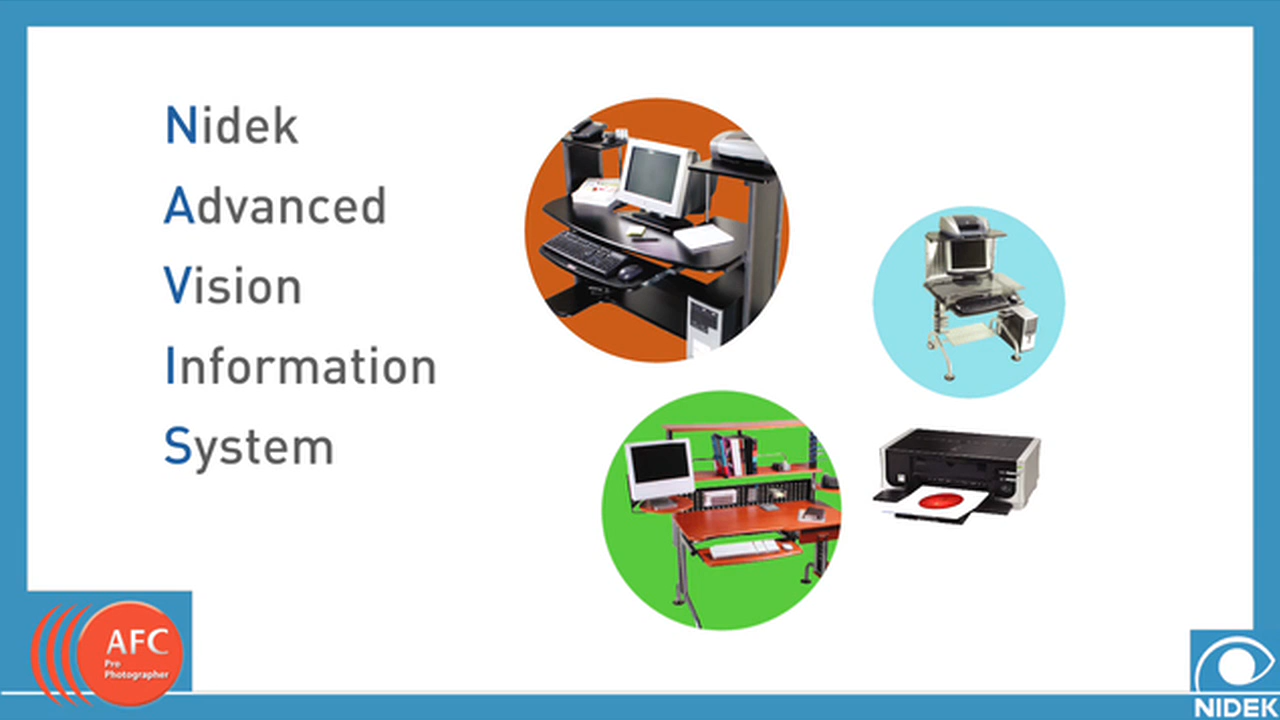 Nidek
Advanced
Vision
Information
System
AFC
Pro
Photographer
NIDEK